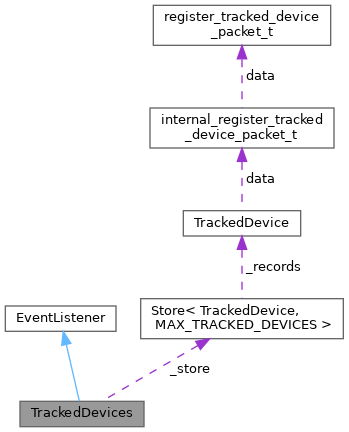 register_tracked_device
_packet_t
data
internal_register_tracked
_device_packet_t
data
TrackedDevice
_records
Store< TrackedDevice,
MAX_TRACKED_DEVICES >
EventListener
_store
TrackedDevices